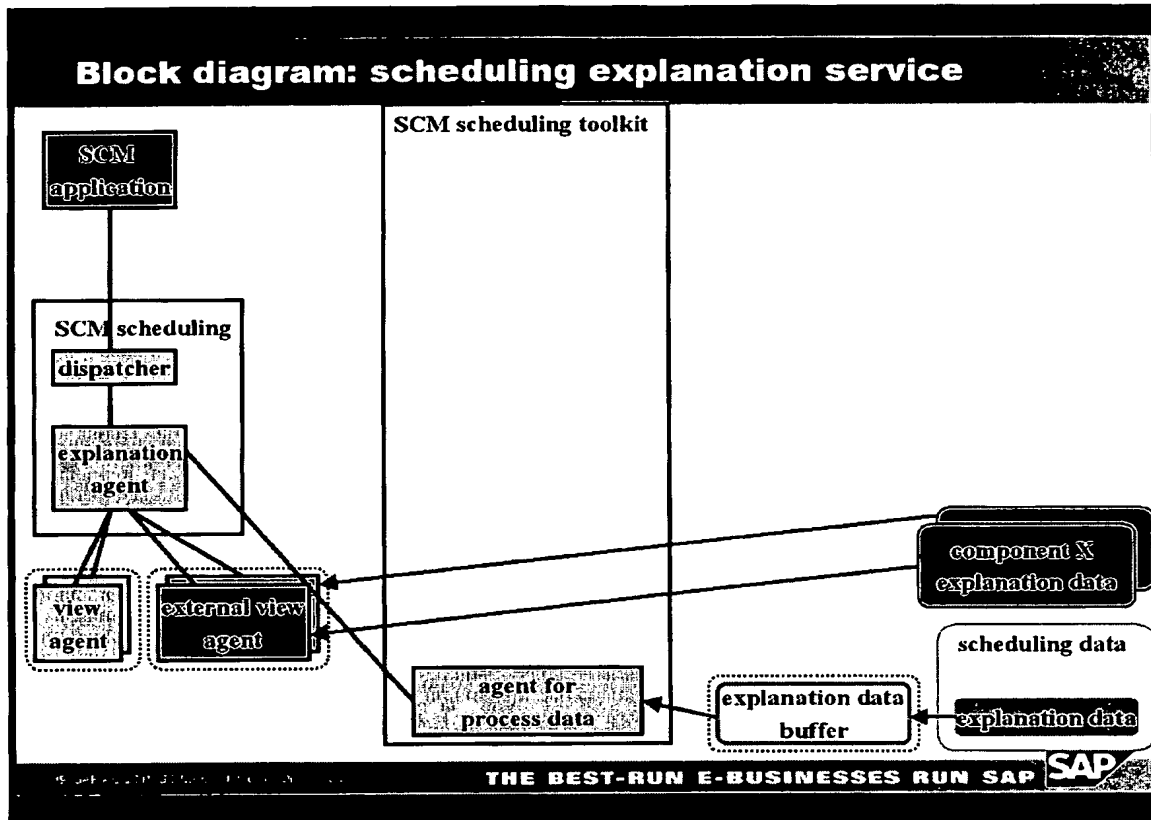 Block diagram: scheduling explanation service
SCM scheduling toolkit
SCM
application
SCM scheduling
dispatcher
explanation
agent
component X
explanation data
view
agent
external view
agent
scheduling data
agent for
process data
explanation data
buffer
explanation data
THE BEST-RUN E-BUSINESSES RUN SAP
SAP